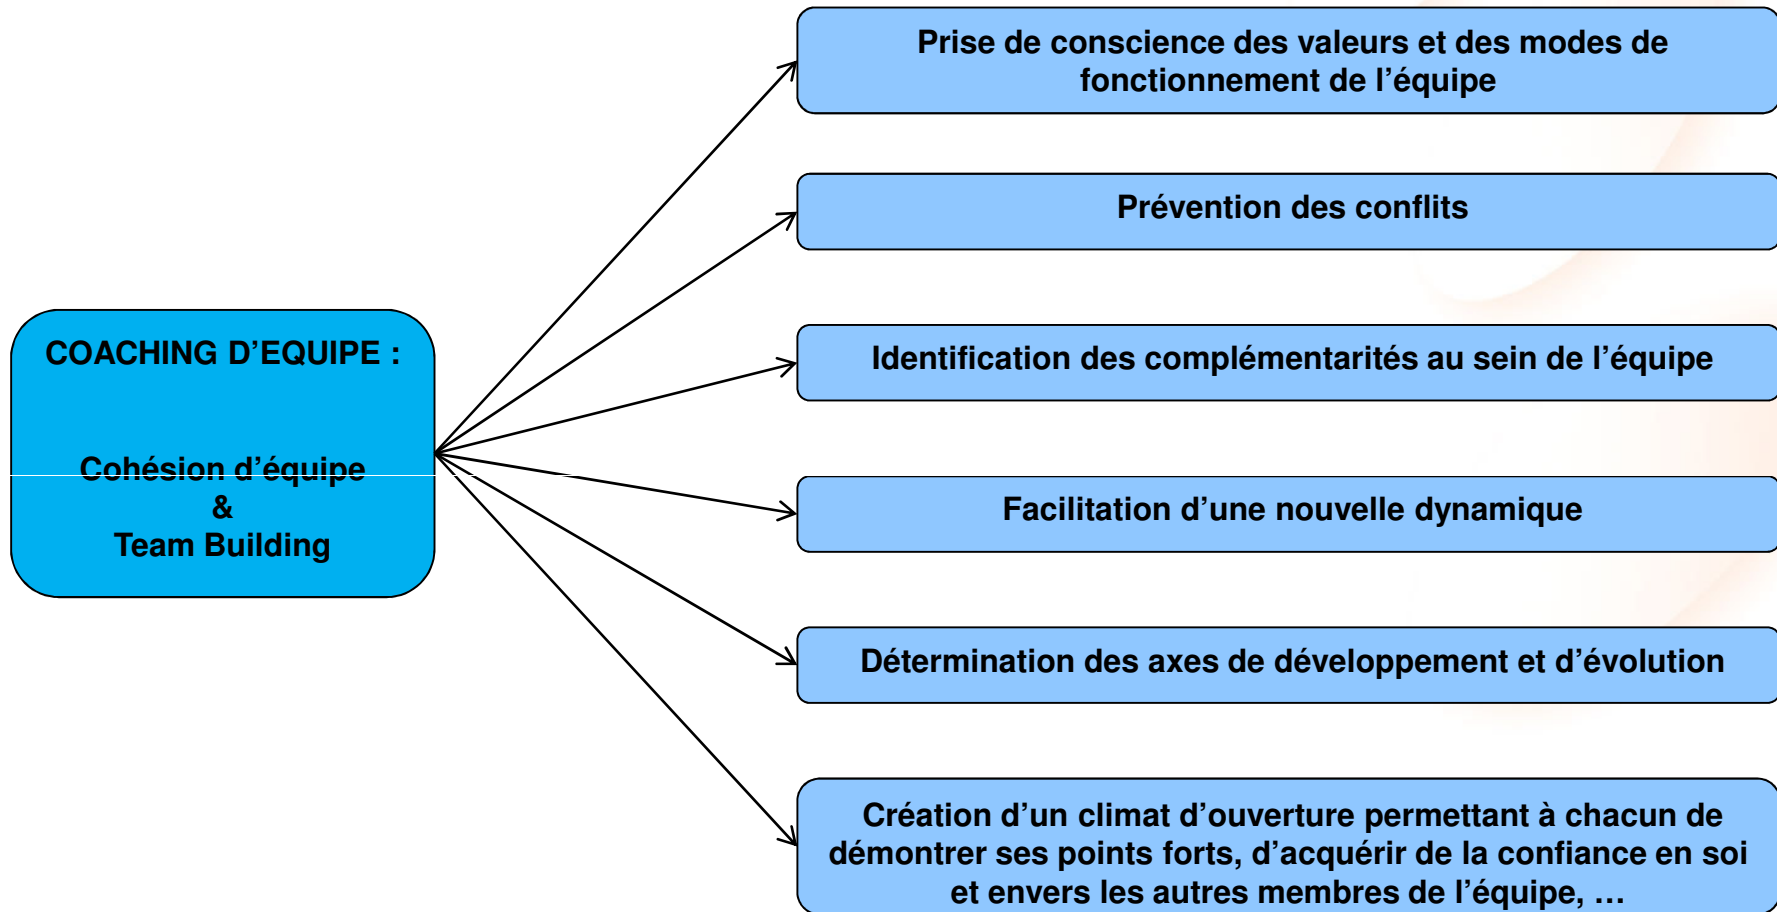 COACHING D'EQUIPE :
Cohésion d'équipe
&
Team Building
Prise de conscience des valeurs et des modes de
fonctionnement de l'équipe
Prévention des conflits
Identification des complémentarités au sein de l'équipe
Facilitation d'une nouvelle dynamique
Détermination des axes de développement et d'évolution
Création d'un climat d'ouverture permettant à chacun de
démontrer ses points forts, d'acquérir de la confiance en soi
et envers les autres membres de l'équipe, …